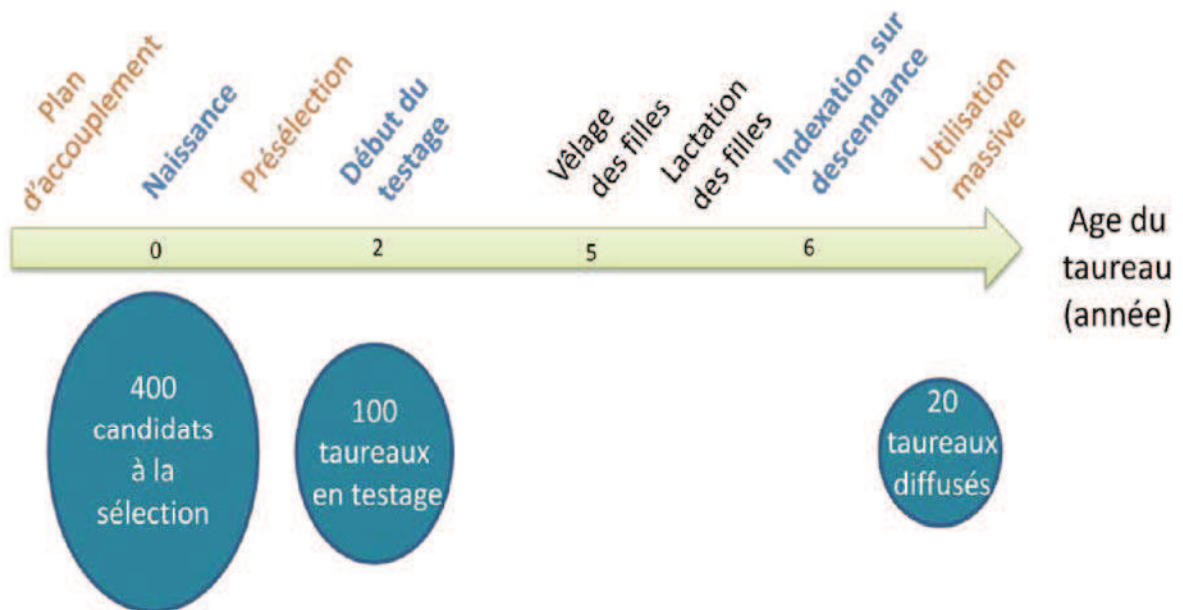 Plan
d'accouplement
Naissance
Présélection
Début du
testage
Vêlage
des filles
Lactation
des filles
Indexation sur
descendance
Utilisation
massive
0
2
5
6
Age du
taureau
(année)
400
candidats
à la
sélection
100
taureaux
en testage
20
taureaux
diffusés